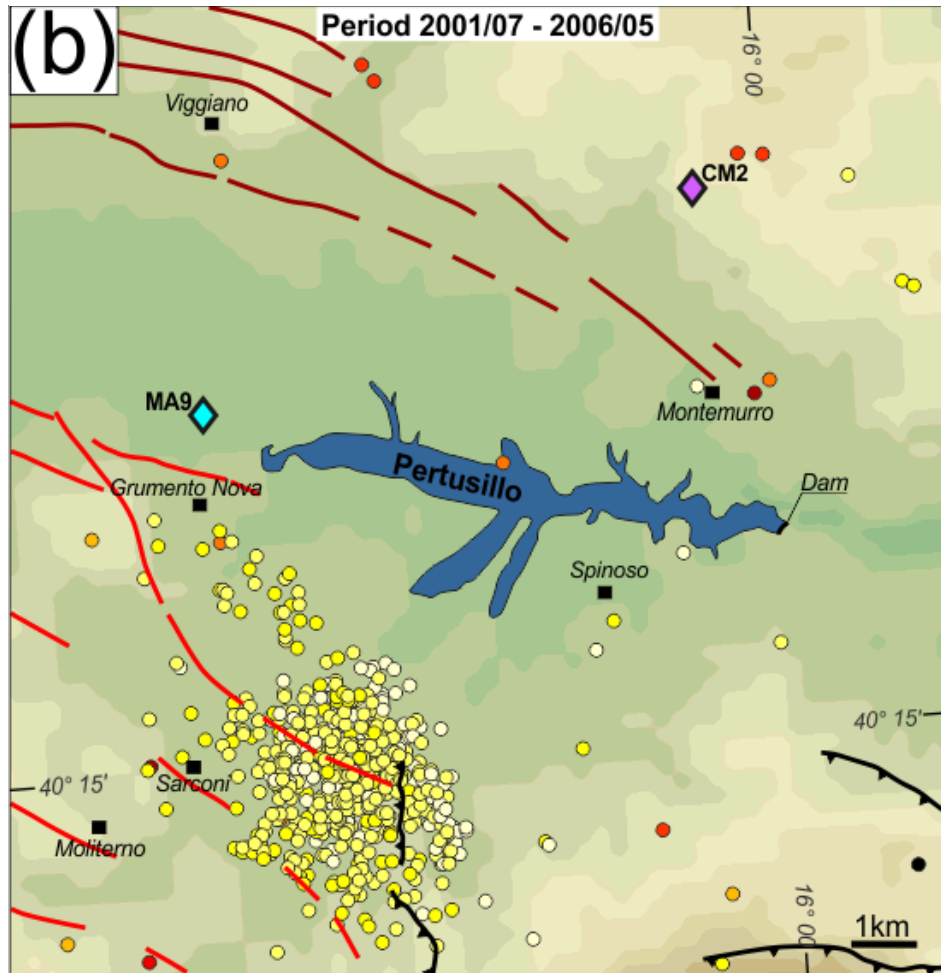 (b)
Period 2001/07 - 2006/05
16° 00
Viggiano
CM2
MA9
Montemurro
Pertusillo
Grumento Nova
Dam
Spinoso
40° 15'
40° 15'
Sarconi
Moliterno
16° 00
1km